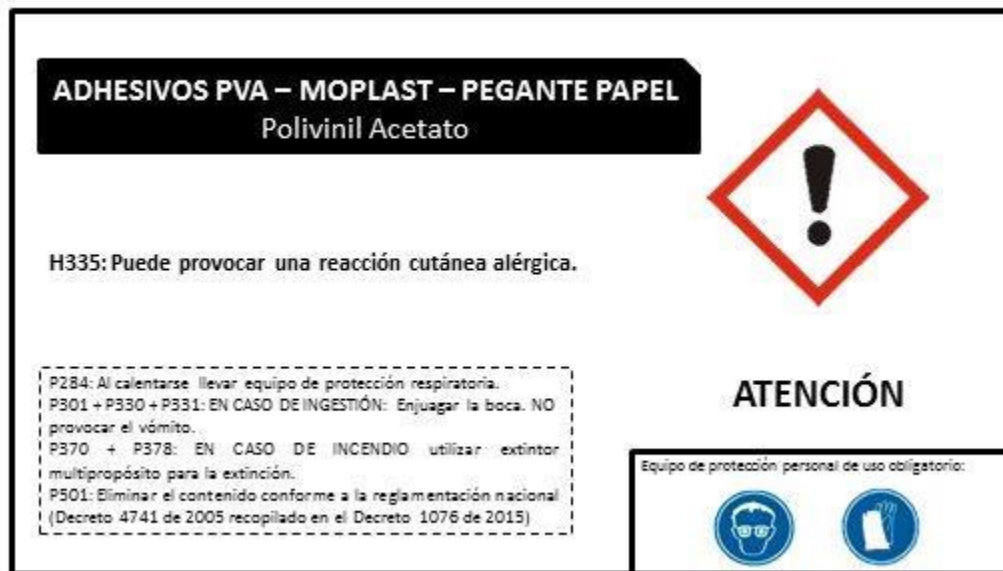 ADHESIVOS PVA – MOPLAST – PEGANTE PAPEL
Polivinil Acetato
H335: Puede provocar una reacción cutánea alérgica.
P284: Al calentarse llevar equipo de protección respiratoria.
P301 + P330 + P331: EN CASO DE INGESTIÓN: Enjuagar la boca. NO
provocar el vómito.
P370 + P378: EN CASO DE INCENDIO utilizar extintor
multipropósito para la extinción.
P501: Eliminar el contenido conforme a la reglamentación nacional
(Decreto 4741 de 2005 recopilado en el Decreto 1076 de 2015)
ATENCIÓN
Equipo de protección personal de uso obligatorio: